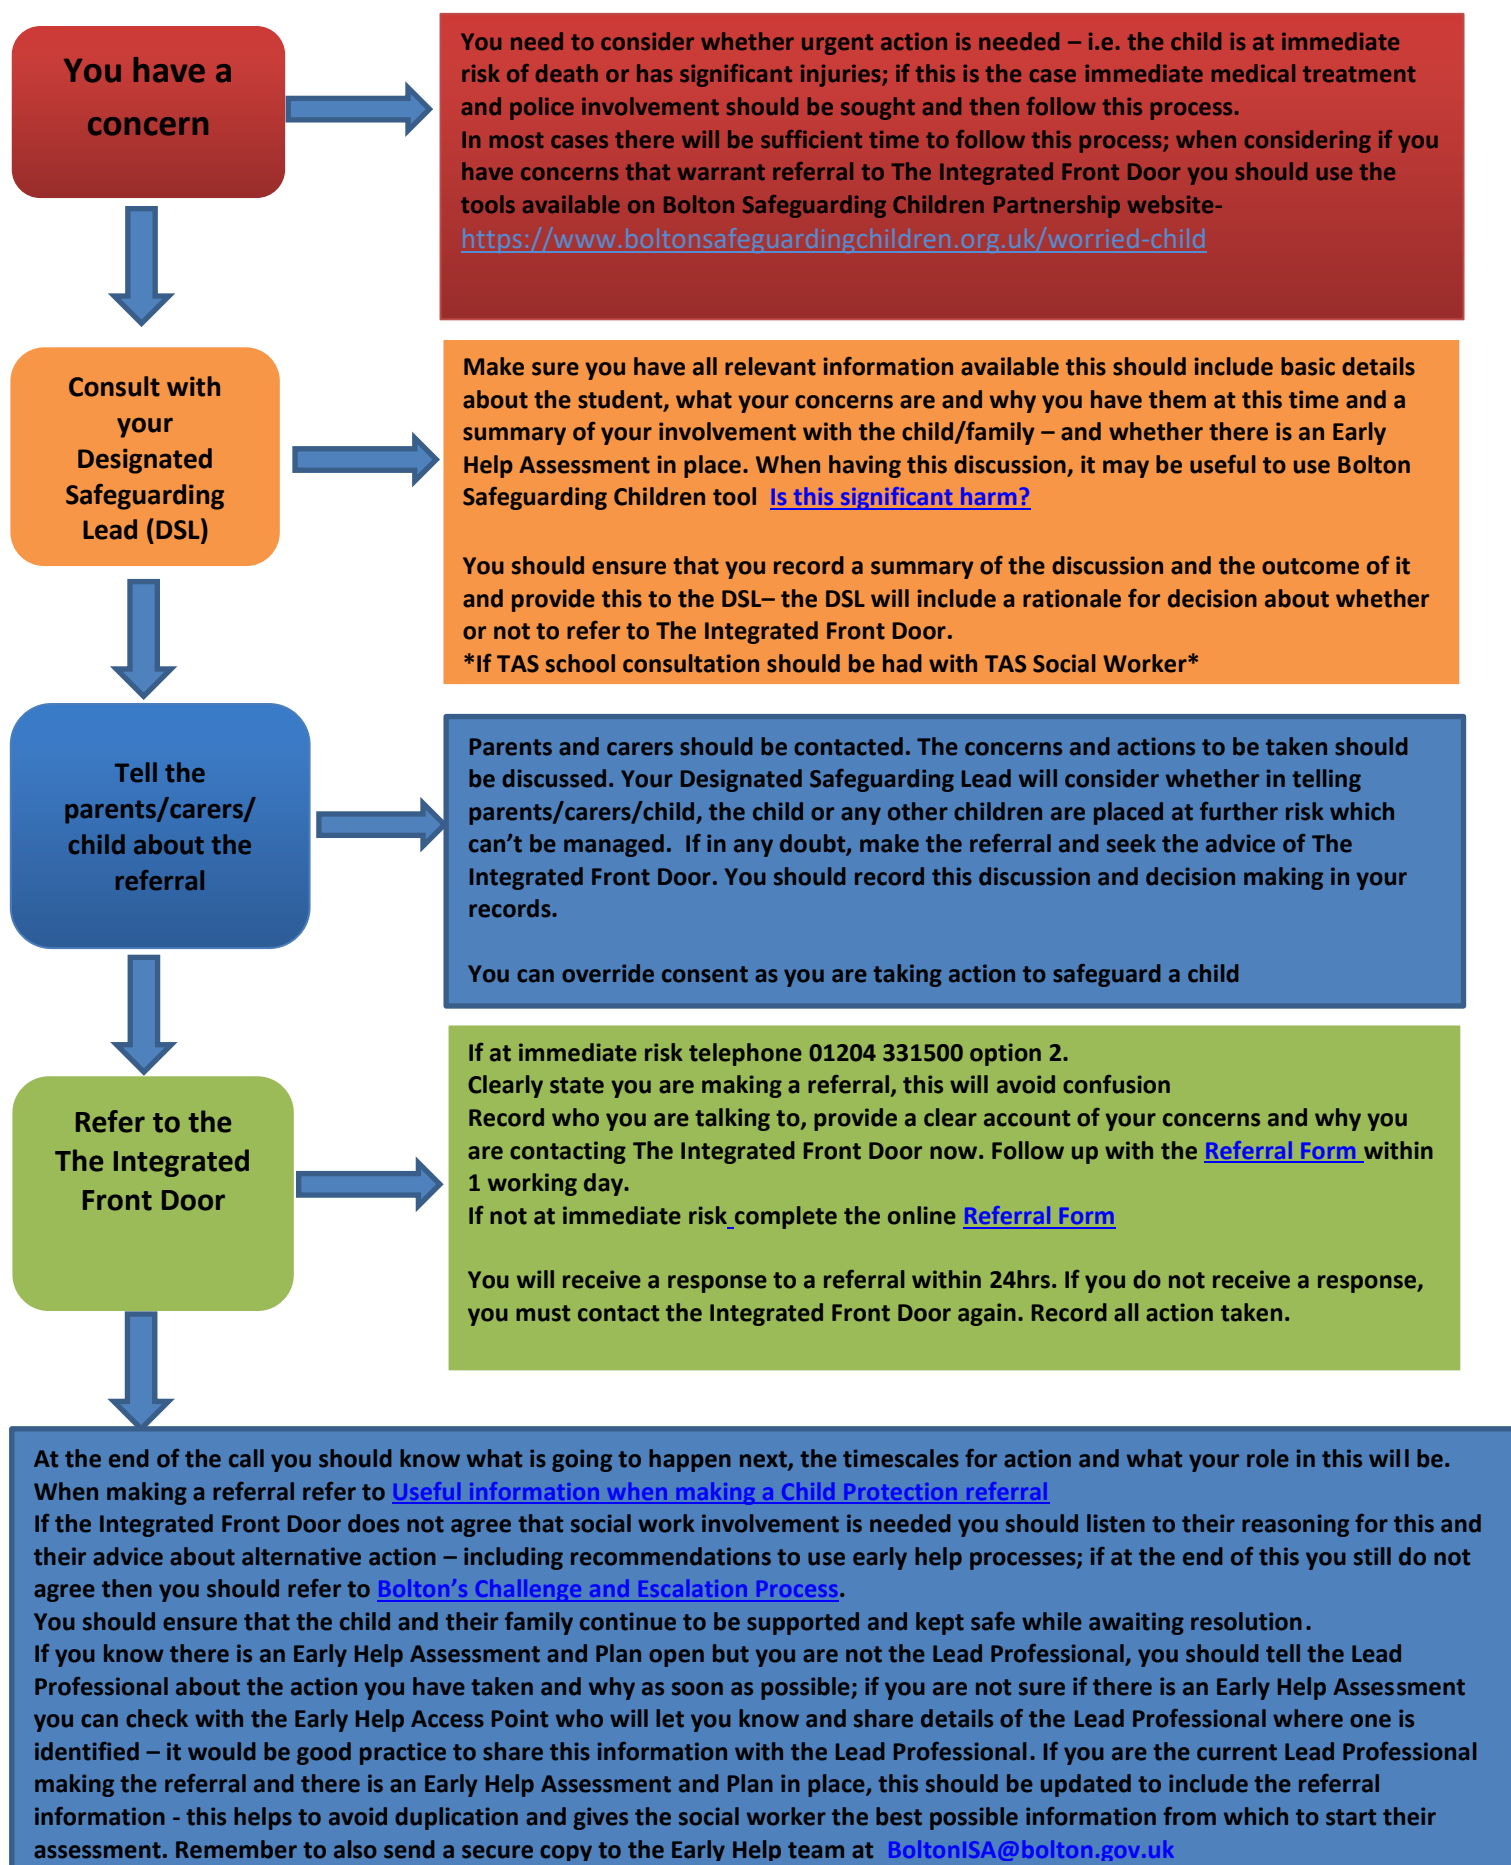 You have a
concern
You need to consider whether urgent action is needed – i.e. the child is at immediate
risk of death or has significant injuries; if this is the case immediate medical treatment
and police involvement should be sought and then follow this process.
In most cases there will be sufficient time to follow this process; when considering if you
have concerns that warrant referral to The Integrated Front Door you should use the
tools available on Bolton Safeguarding Children Partnership website-
https://www.boltonsafeguardingchildren.org.uk/worried-child
Consult with
your
Designated
Safeguarding
Lead (DSL)
Make sure you have all relevant information available this should include basic details
about the student, what your concerns are and why you have them at this time and a
summary of your involvement with the child/family – and whether there is an Early
Help Assessment in place. When having this discussion, it may be useful to use Bolton
Safeguarding Children tool Is this significant harm?
You should ensure that you record a summary of the discussion and the outcome of it
and provide this to the DSL– the DSL will include a rationale for decision about whether
or not to refer to The Integrated Front Door.
*If TAS school consultation should be had with TAS Social Worker*
Tell the
parents/carers/
child about the
referral
Parents and carers should be contacted. The concerns and actions to be taken should
be discussed. Your Designated Safeguarding Lead will consider whether in telling
parents/carers/child, the child or any other children are placed at further risk which
can’t be managed. If in any doubt, make the referral and seek the advice of The
Integrated Front Door. You should record this discussion and decision making in your
records.
You can override consent as you are taking action to safeguard a child
Refer to the
The Integrated
Front Door
If at immediate risk telephone 01204 331500 option 2.
Clearly state you are making a referral, this will avoid confusion
Record who you are talking to, provide a clear account of your concerns and why you
are contacting The Integrated Front Door now. Follow up with the Referral Form within
1 working day.
If not at immediate risk complete the online Referral Form
You will receive a response to a referral within 24hrs. If you do not receive a response,
you must contact the Integrated Front Door again. Record all action taken.
At the end of the call you should know what is going to happen next, the timescales for action and what your role in this will be.
When making a referral refer to Useful information when making a Child Protection referral
If the Integrated Front Door does not agree that social work involvement is needed you should listen to their reasoning for this and
their advice about alternative action – including recommendations to use early help processes; if at the end of this you still do not
agree then you should refer to Bolton’s Challenge and Escalation Process.
You should ensure that the child and their family continue to be supported and kept safe while awaiting resolution.
If you know there is an Early Help Assessment and Plan open but you are not the Lead Professional, you should tell the Lead
Professional about the action you have taken and why as soon as possible; if you are not sure if there is an Early Help Assessment
you can check with the Early Help Access Point who will let you know and share details of the Lead Professional where one is
identified – it would be good practice to share this information with the Lead Professional. If you are the current Lead Professional
making the referral and there is an Early Help Assessment and Plan in place, this should be updated to include the referral
information - this helps to avoid duplication and gives the social worker the best possible information from which to start their
assessment. Remember to also send a secure copy to the Early Help team at BoltonISA@bolton.gov.uk